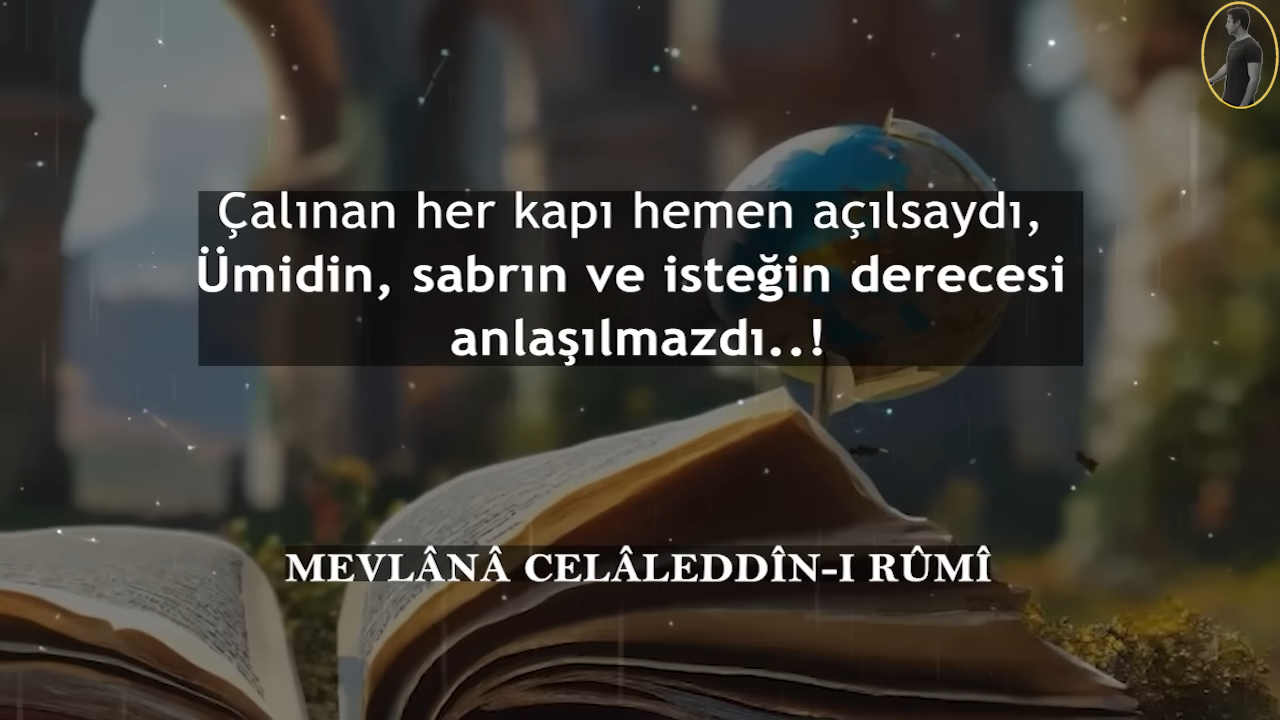 Çalınan her kapı hemen açılsaydı,
Ümidin, sabrın ve isteğin derecesi
anlaşılmazdı..!
MEVLÂNÂ CELÂLEDDÎN-I RÛMÎ